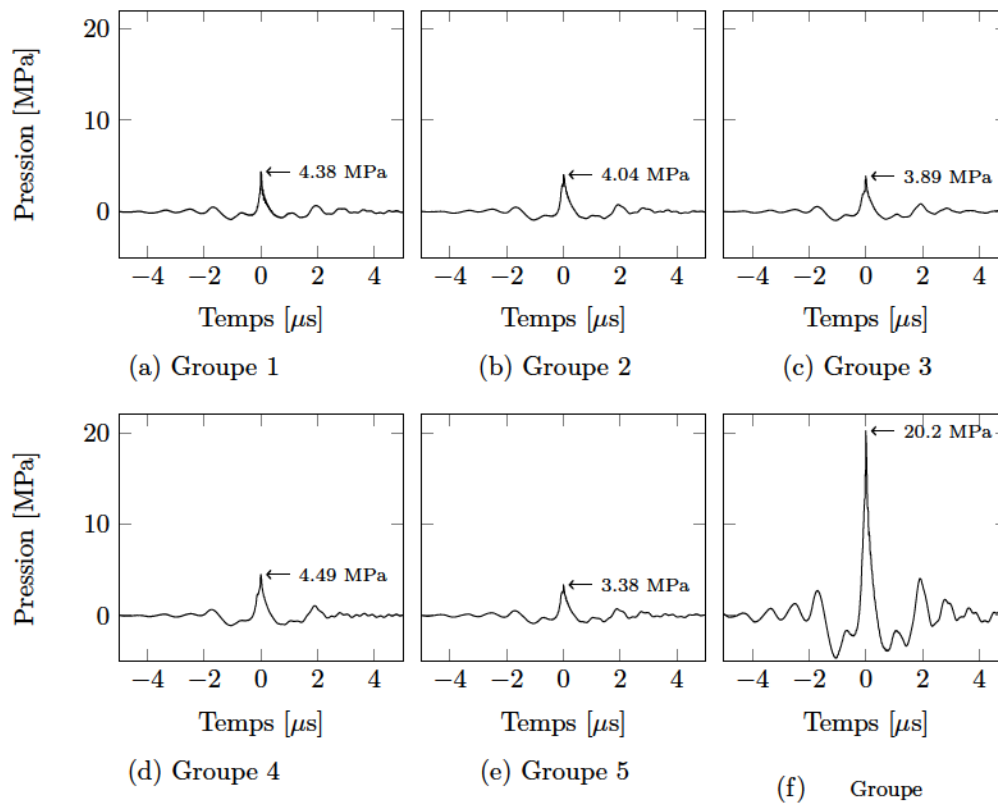 Pression [MPa]
20
10
0
4.38 MPa
−4 −2 0 2 4
Temps [μs]
(a) Groupe 1
4.04 MPa
−4 −2 0 2 4
Temps [μs]
(b) Groupe 2
3.89 MPa
−4 −2 0 2 4
Temps [μs]
(c) Groupe 3
Pression [MPa]
20
10
0
4.49 MPa
−4 −2 0 2 4
Temps [μs]
(d) Groupe 4
3.38 MPa
−4 −2 0 2 4
Temps [μs]
(e) Groupe 5
20.2 MPa
−4 −2 0 2 4
Temps [μs]
(f) Groupe